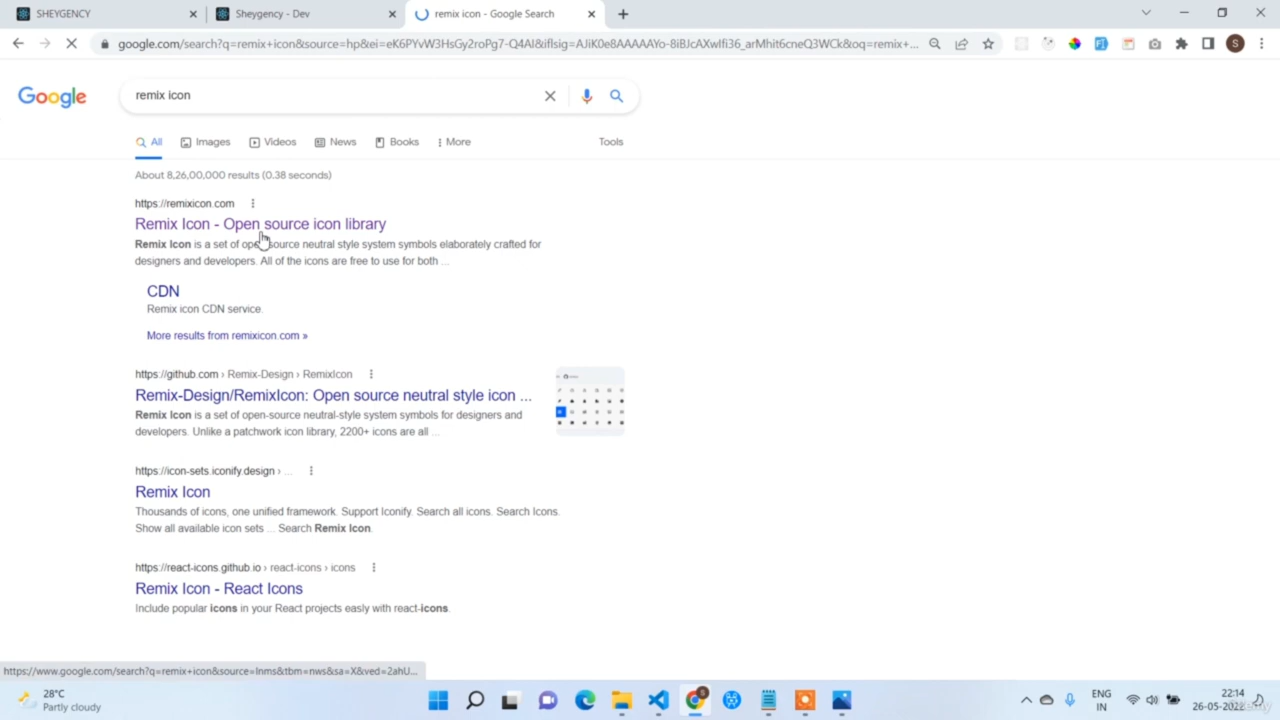 SHEYGENCY
Sheygency - Dev
remix icon - Google Search
google.com/search?q=remix+icon&source=hp&ei=eK6PYvW3HsGy2roPg7-Q4AI&iflsig=AJiK0e8AAAAAYo-8iBJcAXwlfi36_arMhit6cneQ3WCk&oq=remix+...
S
Google
remix icon
All
Images
Videos
News
Books
More
Tools
About 8,26,00,000 results (0.38 seconds)
https://remixicon.com
Remix Icon - Open source icon library
Remix Icon is a set of open-source neutral style system symbols elaborately crafted for
designers and developers. All of the icons are free to use for both ...
CDN
Remix icon CDN service.
More results from remixicon.com »
https://github.com › Remix-Design › RemixIcon
Remix-Design/RemixIcon: Open source neutral style icon ...
Remix Icon is a set of open-source neutral-style system symbols for designers and
developers. Unlike a patchwork icon library, 2200+ icons are all ...
https://icon-sets.iconify.design › ...
Remix Icon
Thousands of icons, one unified framework. Support Iconify. Search all icons. Search Icons.
Show all available icon sets ... Search Remix Icon.
https://react-icons.github.io › react-icons › icons
Remix Icon - React Icons
Include popular icons in your React projects easily with react-icons.
https://www.google.com/search?q=remix+icon&source=lnms&tbm=nws&sa=X&ved=2ahU...
28°C
Partly cloudy
ENG
IN
22:14
26-05-2022